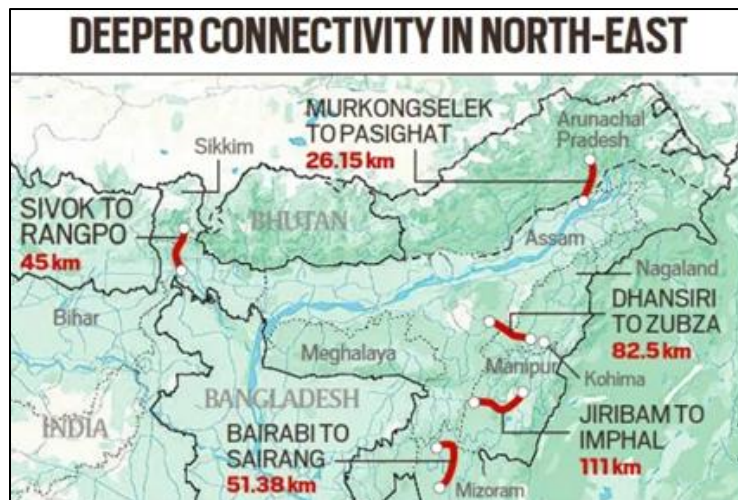 DEEPER CONNECTIVITY IN NORTH-EAST
MURKONGSELEK
TO PASIGHAT
26.15 km
Arunachal
Pradesh
Sikkim
SIVOK TO
RANGPO
45 km
BHUTAN
Assam
Nagaland
Bihar
DHANSIRI
TO ZUBZA
82.5 km
Meghalaya
Manipur
Kohima
BANGLADESH
INDIA
BAIRABI TO
SAIRANG
51.38 km
JIRIBAM TO
IMPHAL
111 km
Mizoram